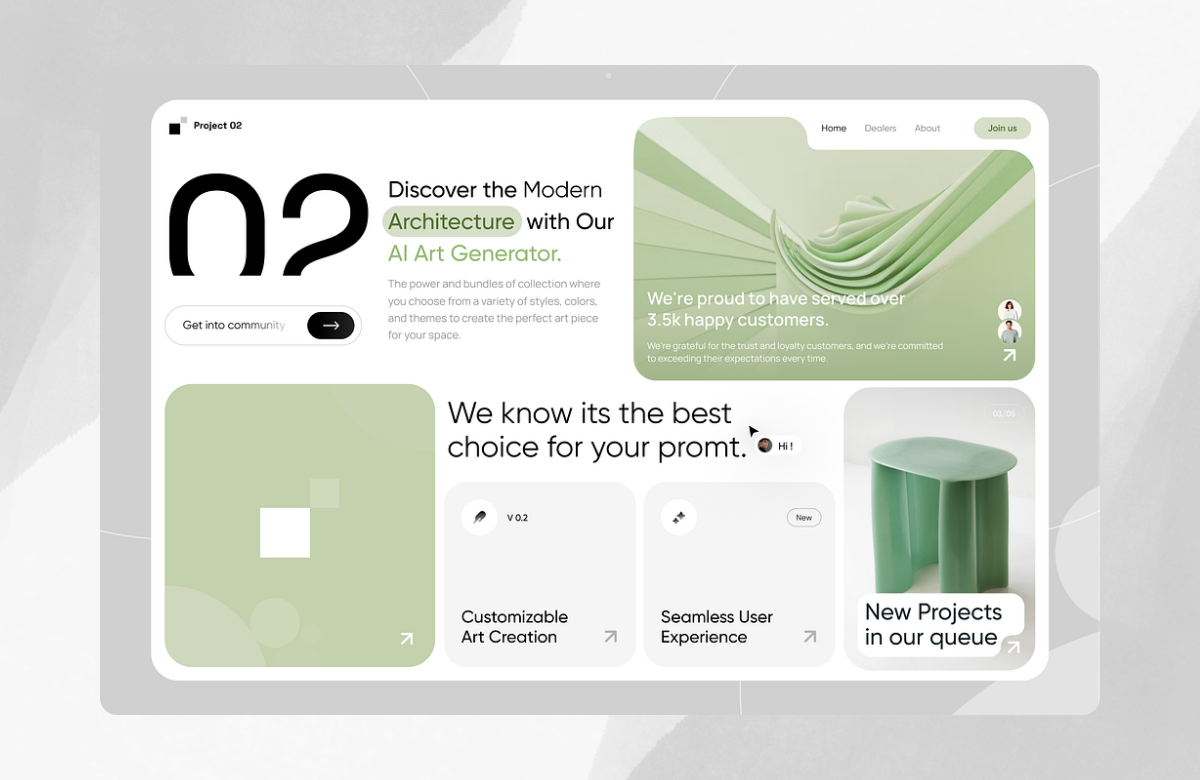 Project 02
Home Dealers About Join us
02
Discover the Modern
Architecture with Our
AI Art Generator.
The power and bundles of collection where
you choose from a variety of styles, colors,
and themes to create the perfect art piece
for your space.
Get into community
We're proud to have served over
3.5k happy customers.
We're grateful for the trust and loyalty customers, and we're committed
to exceeding their expectations every time.
We know its the best
choice for your promt.
Hi !
V 0.2
Customizable
Art Creation
New
Seamless User
Experience
03/05
New Projects
in our queue